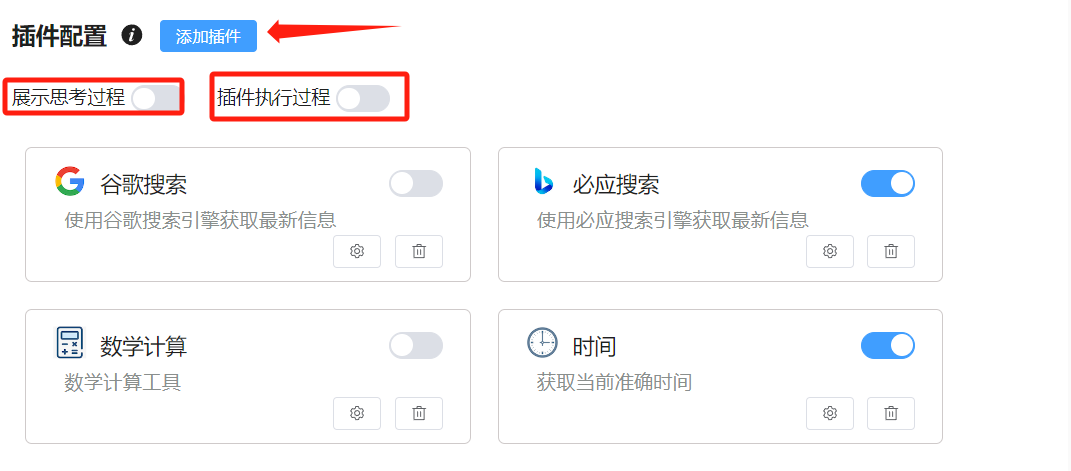 插件配置 添加插件
展示思考过程 插件执行过程
谷歌搜索
使用谷歌搜索引擎获取最新信息
必应搜索
使用必应搜索引擎获取最新信息
数学计算
数学计算工具
时间
获取当前准确时间